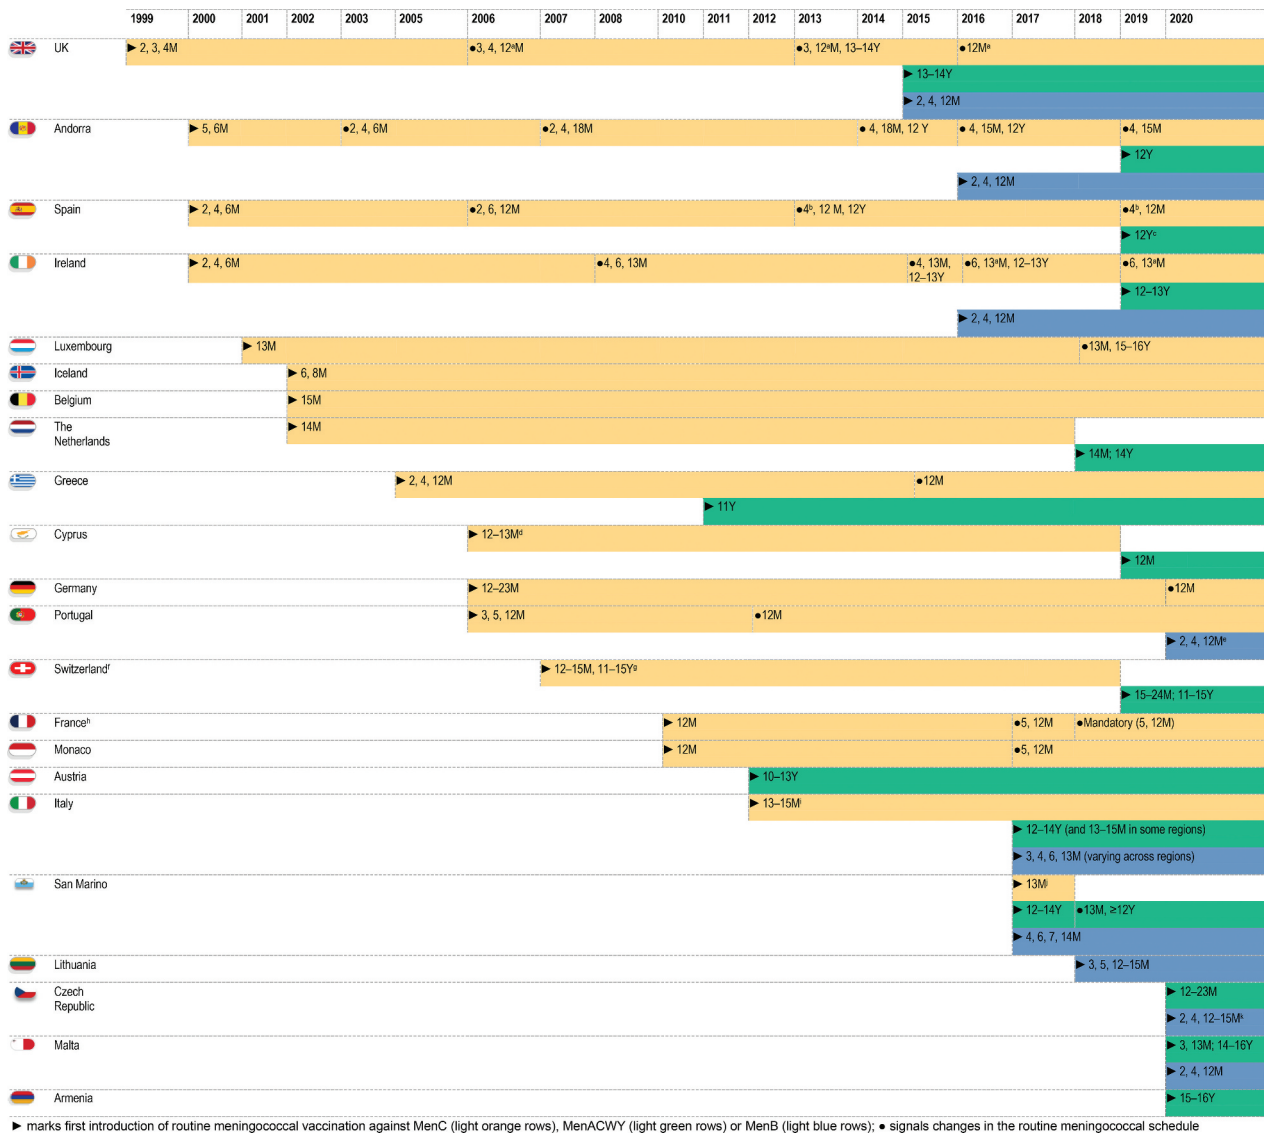 1999 2000 2001 2002 2003 2005 2006 2007 2008 2010 2011 2012 2013 2014 2015 2016 2017 2018 2019 2020
UK ► 2, 3, 4M ●3, 4, 12ᵃM ●3, 12ᵃM, 13–14Y ●12Mᵃ
► 13–14Y
► 2, 4, 12M
Andorra ► 5, 6M ●2, 4, 6M ●2, 4, 18M ● 4, 18M, 12 Y ● 4, 15M, 12Y ●4, 15M
► 12Y
► 2, 4, 12M
Spain ► 2, 4, 6M ●2, 6, 12M ●4ᵇ, 12 M, 12Y ●4ᵇ, 12M
► 12Yᶜ
Ireland ► 2, 4, 6M ●4, 6, 13M ●4, 13M, ●6, 13ᵃM, 12–13Y ●6, 13ᵃM
12–13Y
► 12–13Y
► 2, 4, 12M
Luxembourg ► 13M ●13M, 15–16Y
Iceland ► 6, 8M
Belgium ► 15M
The ► 14M
Netherlands
► 14M; 14Y
Greece ► 2, 4, 12M ●12M
► 11Y
Cyprus ► 12–13Mᵈ
► 12M
Germany ► 12–23M ●12M
Portugal ► 3, 5, 12M ●12M
► 2, 4, 12Mᵉ
Switzerlandᶠ ► 12–15M, 11–15Yᵍ
► 15–24M; 11–15Y
Franceʰ ► 12M ●5, 12M ●Mandatory (5, 12M)
Monaco ► 12M ●5, 12M
Austria ► 10–13Y
Italy ► 13–15Mⁱ
► 12–14Y (and 13–15M in some regions)
► 3, 4, 6, 13M (varying across regions)
San Marino ► 13Mʲ
► 12–14Y ●13M, ≥12Y
► 4, 6, 7, 14M
Lithuania ► 3, 5, 12–15M
Czech ► 12–23M
Republic
► 2, 4, 12–15Mᵏ
Malta ► 3, 13M; 14–16Y
► 2, 4, 12M
Armenia ► 15–16Y
► marks first introduction of routine meningococcal vaccination against MenC (light orange rows), MenACWY (light green rows) or MenB (light blue rows); ● signals changes in the routine meningococcal schedule